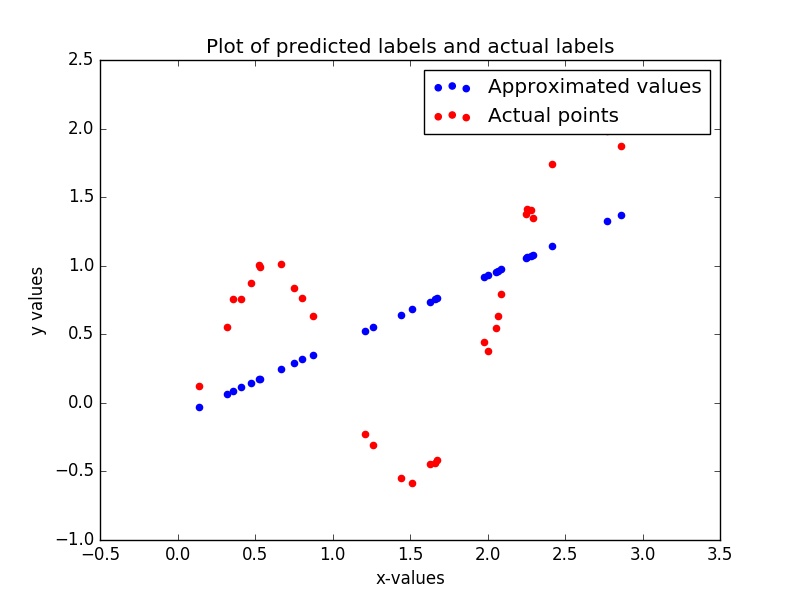 Plot of predicted labels and actual labels
Approximated values
Actual points
2.5
2.0
1.5
1.0
0.5
0.0
−0.5
−1.0
y values
−0.5 0.0 0.5 1.0 1.5 2.0 2.5 3.0 3.5
x-values